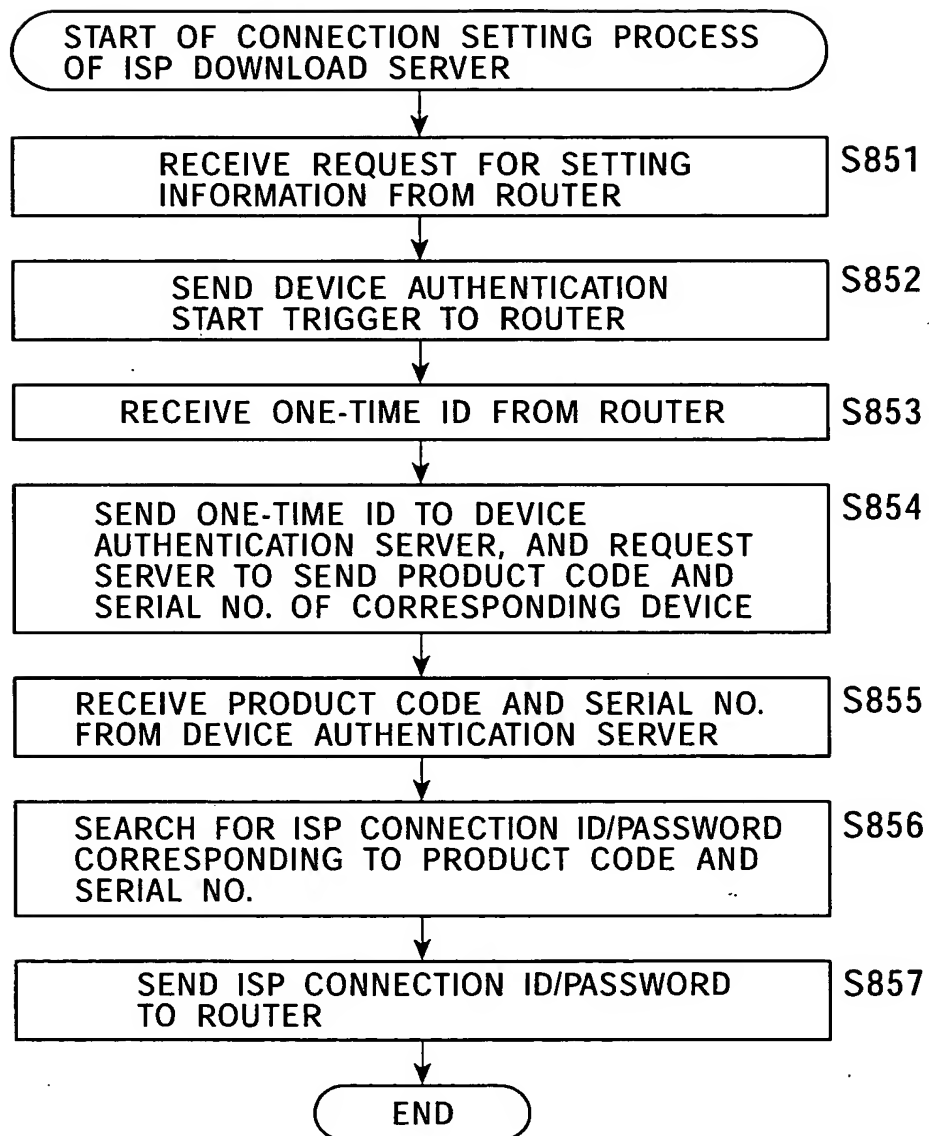 START OF CONNECTION SETTING PROCESS
OF ISP DOWNLOAD SERVER
RECEIVE REQUEST FOR SETTING
INFORMATION FROM ROUTER
S851
SEND DEVICE AUTHENTICATION
START TRIGGER TO ROUTER
S852
RECEIVE ONE-TIME ID FROM ROUTER
S853
SEND ONE-TIME ID TO DEVICE
AUTHENTICATION SERVER, AND REQUEST
SERVER TO SEND PRODUCT CODE AND
SERIAL NO. OF CORRESPONDING DEVICE
S854
RECEIVE PRODUCT CODE AND SERIAL NO.
FROM DEVICE AUTHENTICATION SERVER
S855
SEARCH FOR ISP CONNECTION ID/PASSWORD
CORRESPONDING TO PRODUCT CODE AND
SERIAL NO.
S856
SEND ISP CONNECTION ID/PASSWORD
TO ROUTER
S857
END